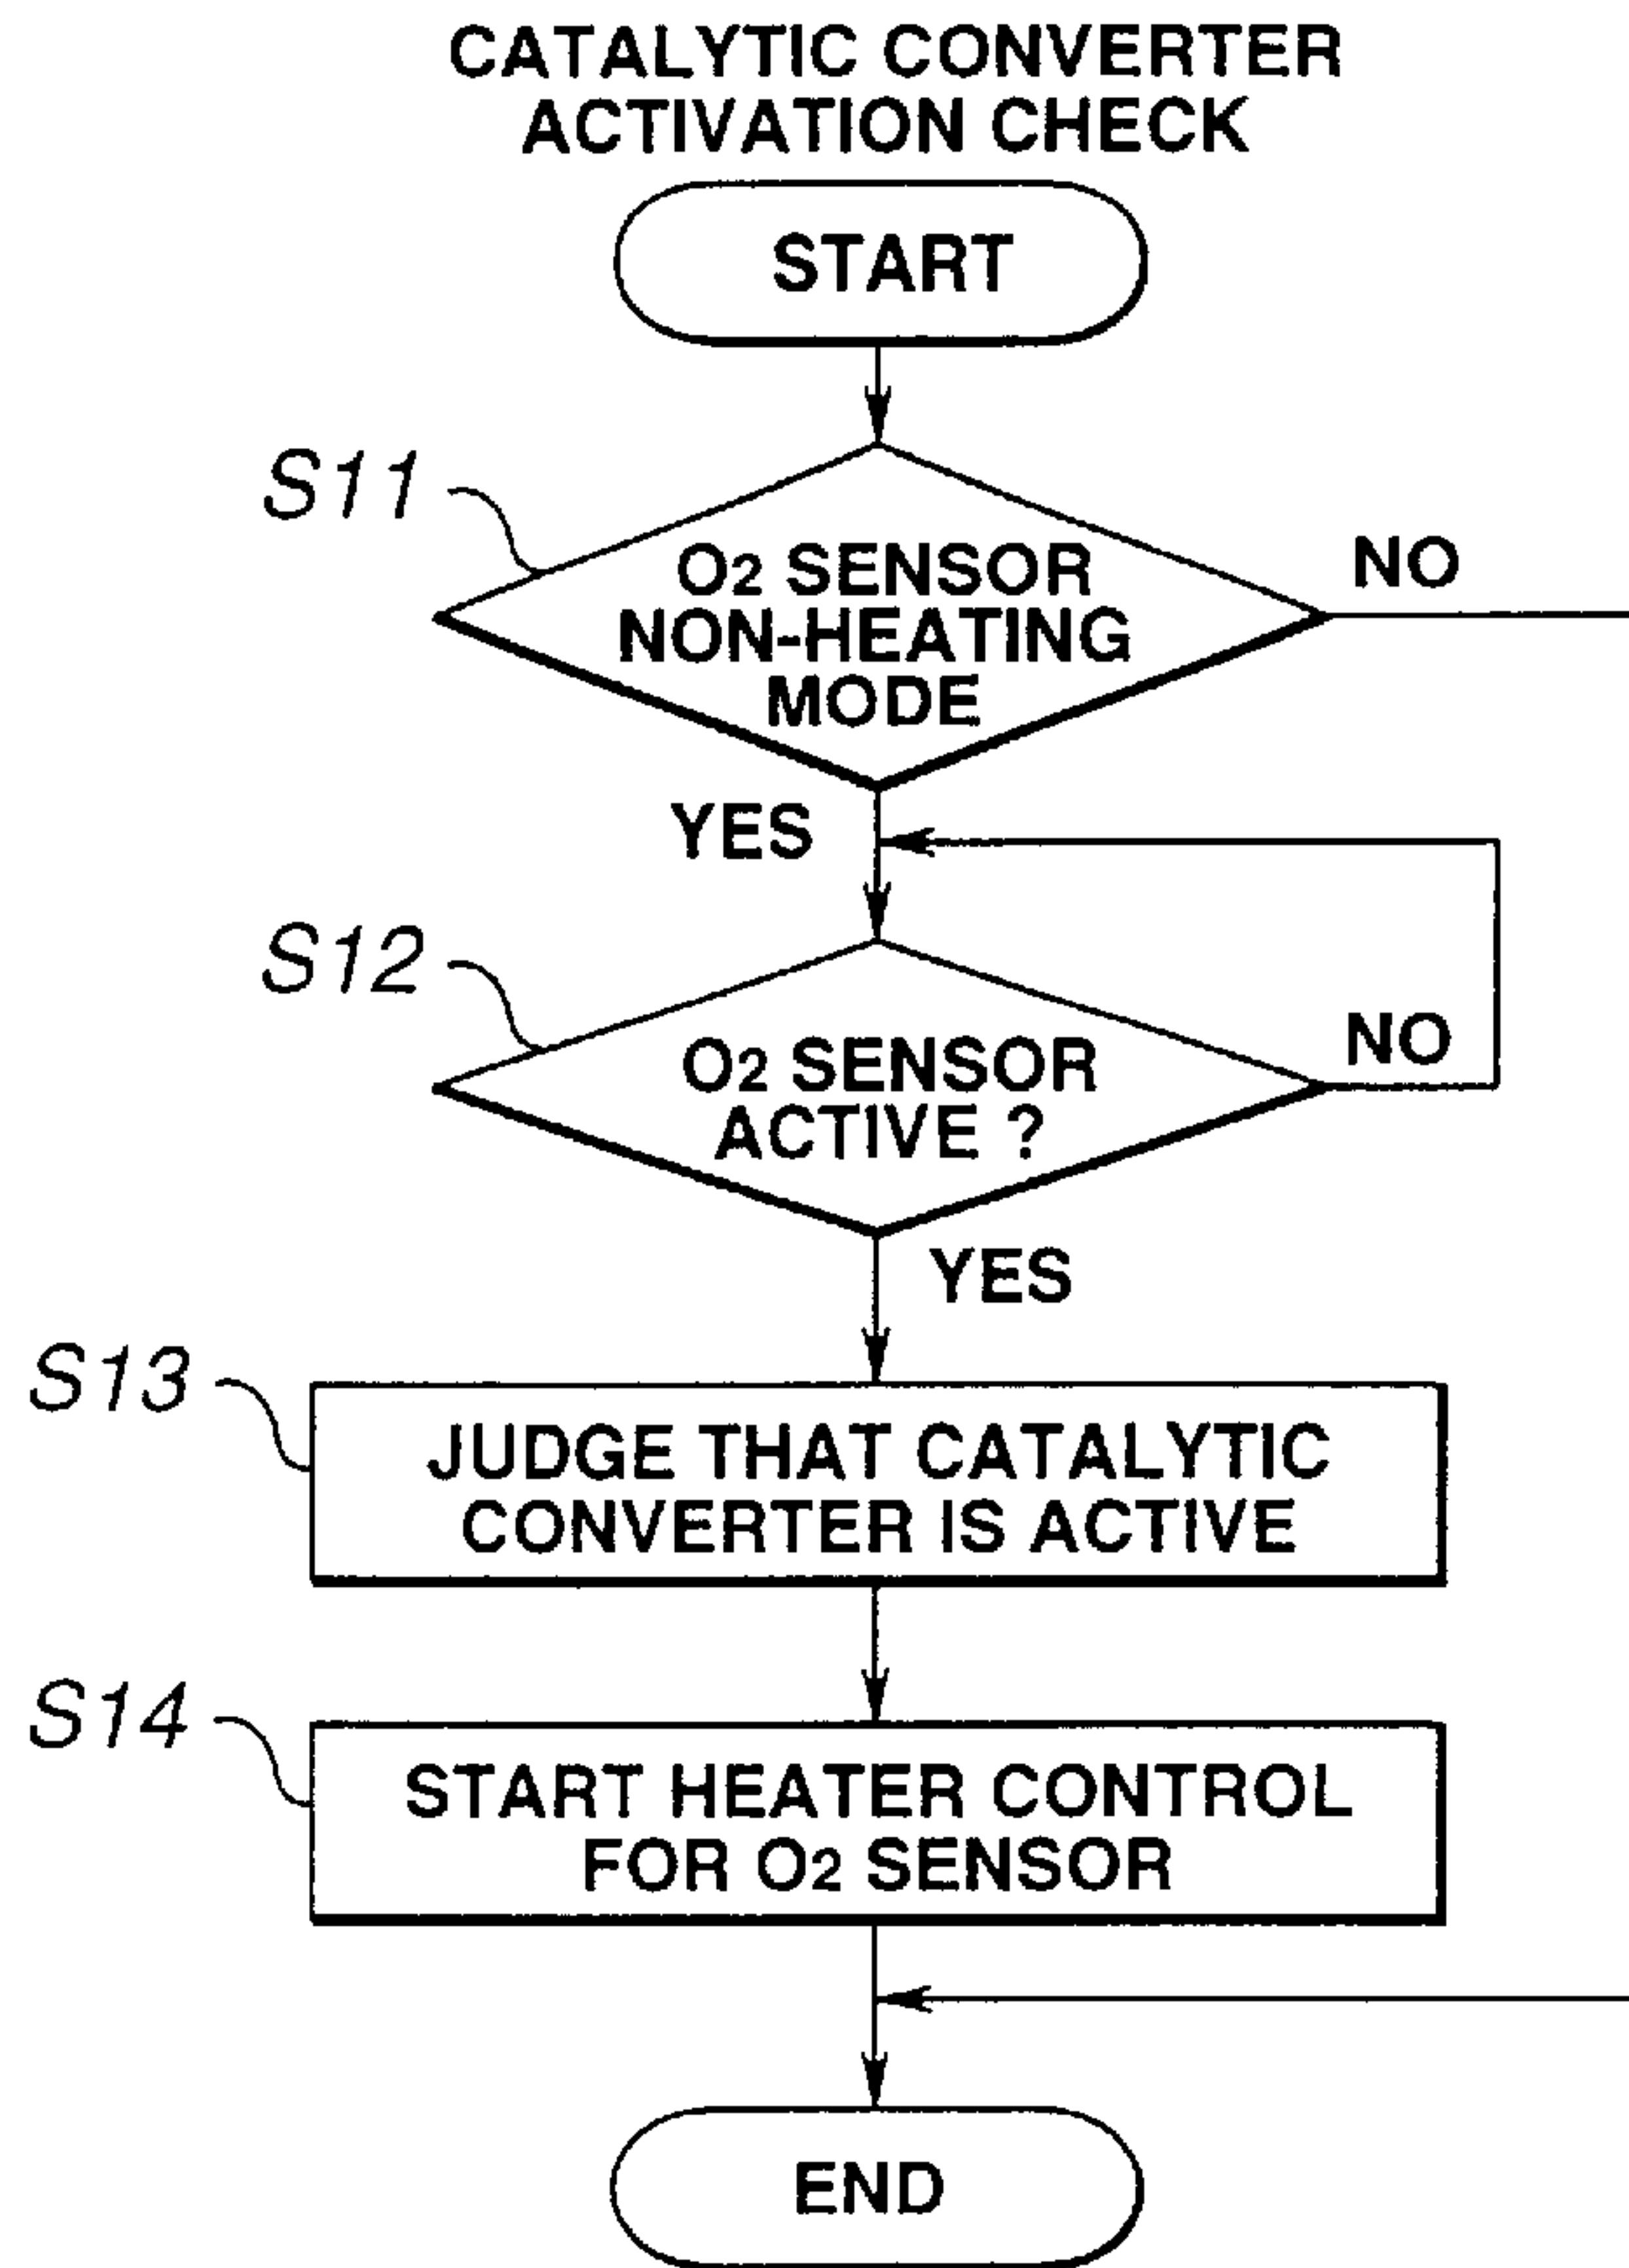 CATALYTIC CONVERTER
ACTIVATION CHECK
START
S11
O2 SENSOR
NON-HEATING
MODE
NO
YES
S12
O2 SENSOR
ACTIVE ?
NO
YES
S13
JUDGE THAT CATALYTIC
CONVERTER IS ACTIVE
S14
START HEATER CONTROL
FOR O2 SENSOR
END